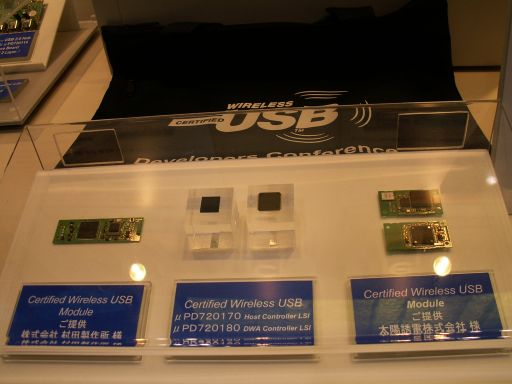 WIRELESS
CERTIFIED USB TM
Developers Conference
Certified Wireless USB
Module
ご提供
株式会社 村田製作所 様
Certified Wireless USB
μPD720170 Host Controller LSI
μPD720180 DWA Controller LSI
Certified Wireless USB
Module
ご提供
太陽誘電株式会社 様